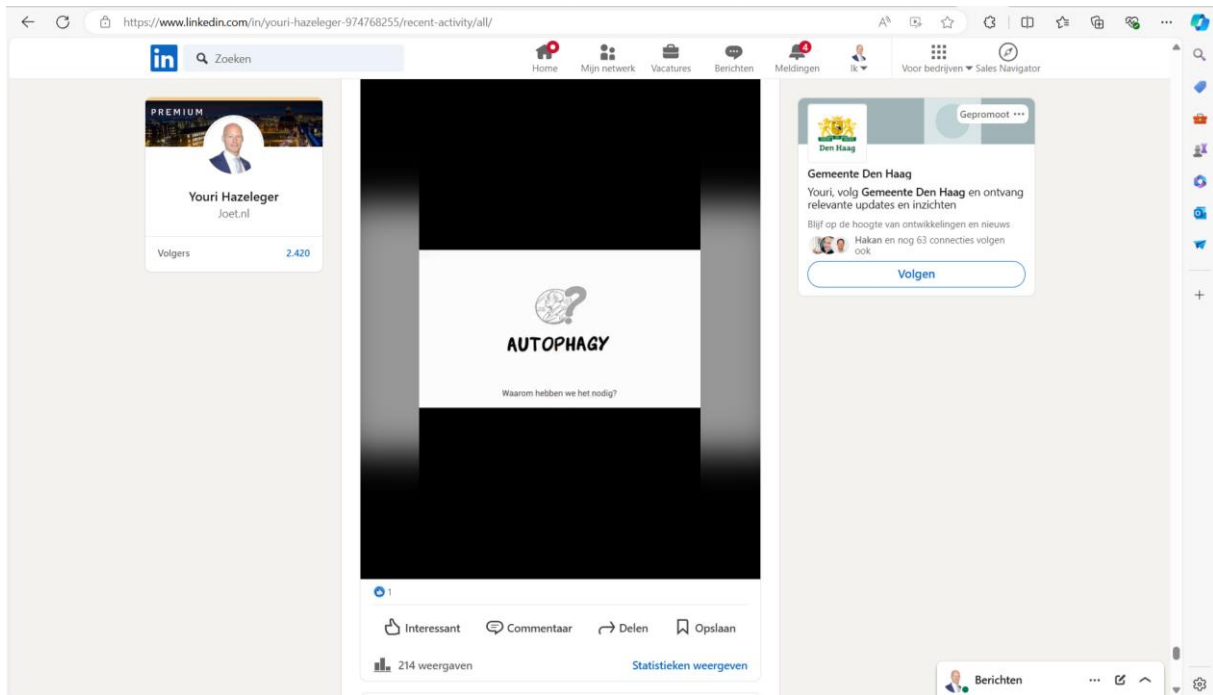 https://www.linkedin.com/in/youri-hazeleger-974768255/recent-activity/all/
in
Zoeken
Home
Mijn netwerk
Vacatures
Berichten
4
Meldingen
Ik
Voor bedrijven
Sales Navigator
PREMIUM
Youri Hazeleger
Joet.nl
Volgers 2.420
AUTOPHAGY
Waarom hebben we het nodig?
1
Interessant
Commentaar
Delen
Opslaan
214 weergaven
Statistieken weergeven
Gepromoot
Den Haag
Gemeente Den Haag
Youri, volg Gemeente Den Haag en ontvang
relevante updates en inzichten
Blijf op de hoogte van ontwikkelingen en nieuws
Hakan en nog 63 connecties volgen
ook
Volgen
Berichten